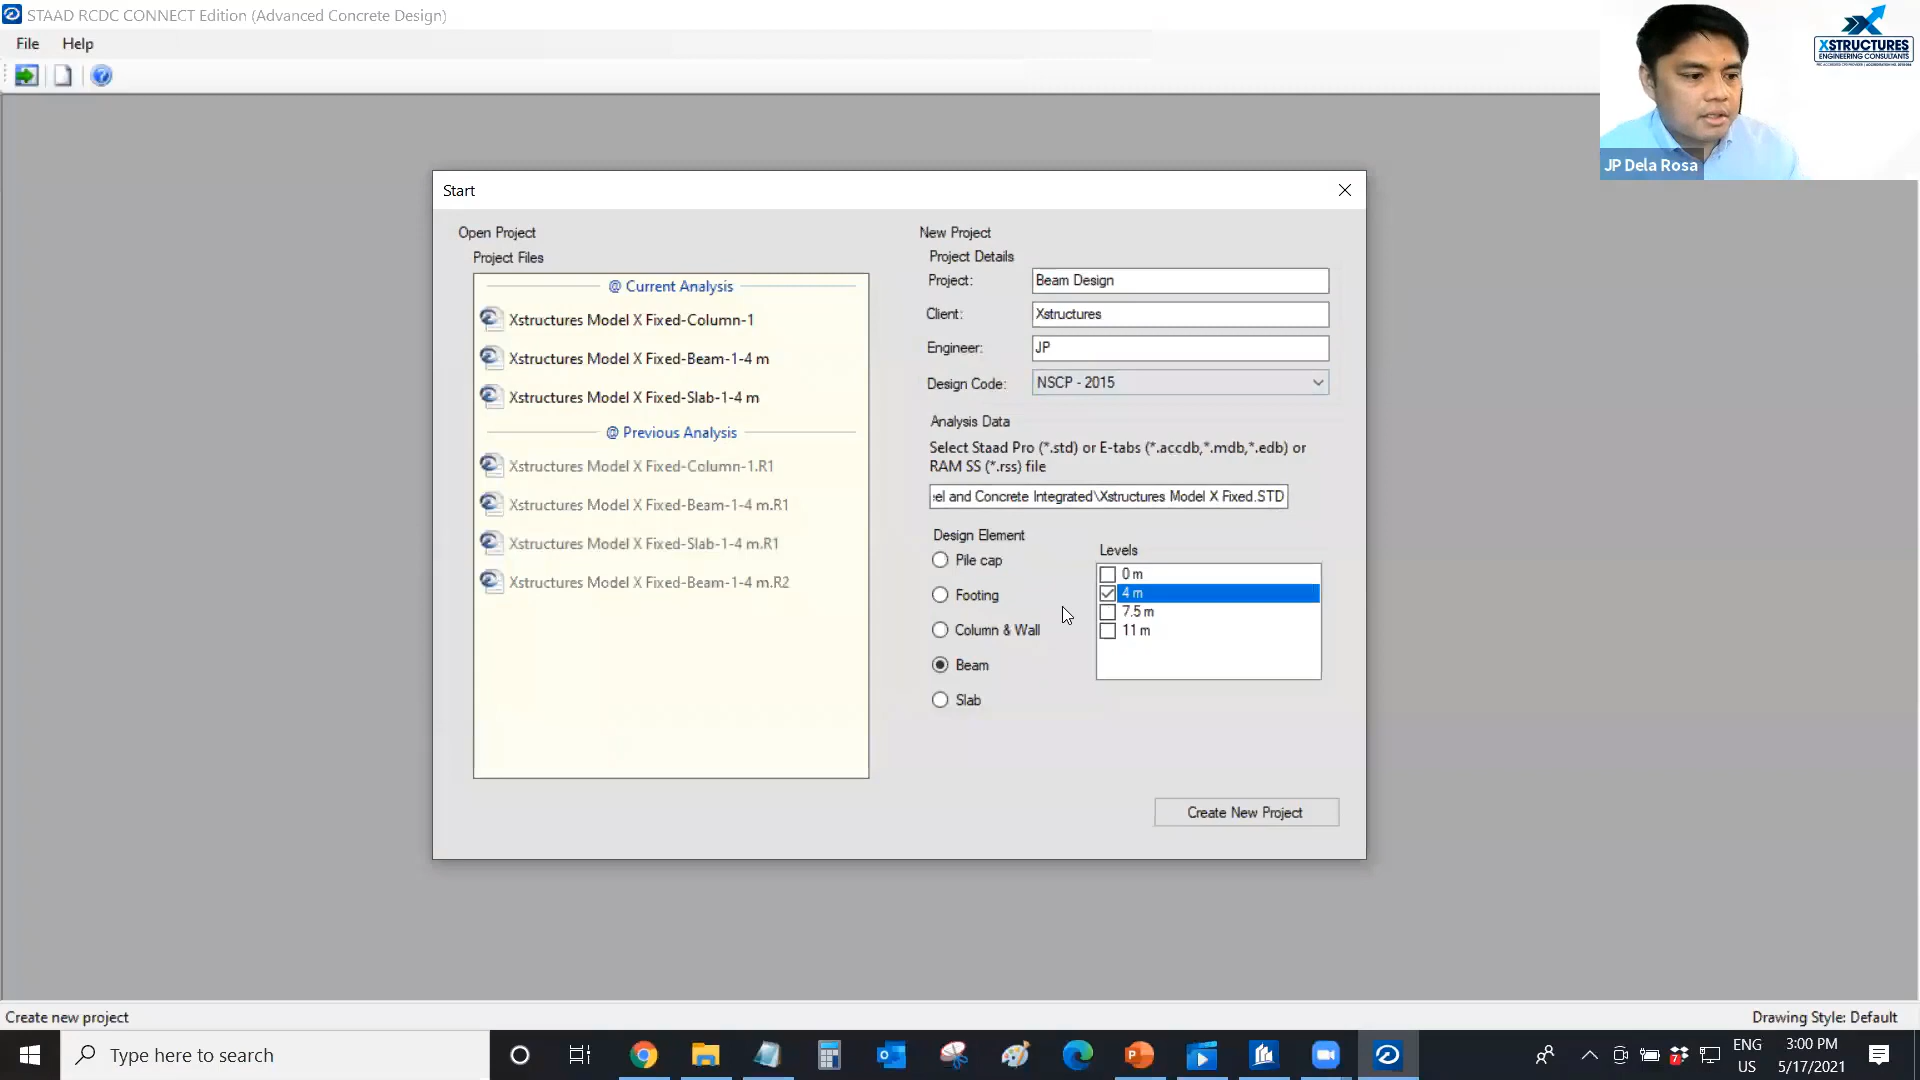 STAAD RCDC CONNECT Edition (Advanced Concrete Design)
File Help
XSTRUCTURES
ENGINEERING CONSULTANTS
JP Dela Rosa
Start
Open Project
Project Files
@ Current Analysis
Xstructures Model X Fixed-Column-1
Xstructures Model X Fixed-Beam-1-4 m
Xstructures Model X Fixed-Slab-1-4 m
@ Previous Analysis
Xstructures Model X Fixed-Column-1.R1
Xstructures Model X Fixed-Beam-1-4 m.R1
Xstructures Model X Fixed-Slab-1-4 m.R1
Xstructures Model X Fixed-Beam-1-4 m.R2
New Project
Project Details
Project: Beam Design
Client: Xstructures
Engineer: JP
Design Code: NSCP - 2015
Analysis Data
Select Staad Pro (*.std) or E-tabs (*.accdb,*.mdb,*.edb) or
RAM SS (*.rss) file
el and Concrete Integrated\Xstructures Model X Fixed.STD
Design Element
Pile cap
Footing
Column & Wall
Beam
Slab
Levels
0 m
4 m
7.5 m
11 m
Create New Project
Create new project
Drawing Style: Default
Type here to search
ENG
US
3:00 PM
5/17/2021